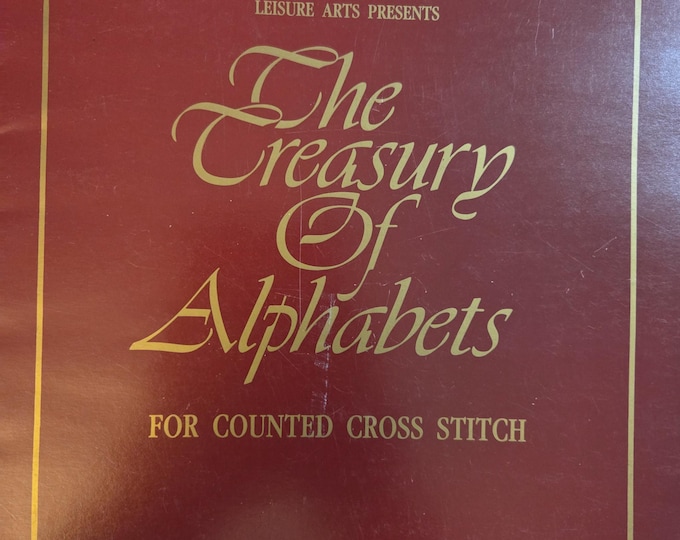 LEISURE ARTS PRESENTS
The
Treasury
Of
Alphabets
FOR COUNTED CROSS STITCH